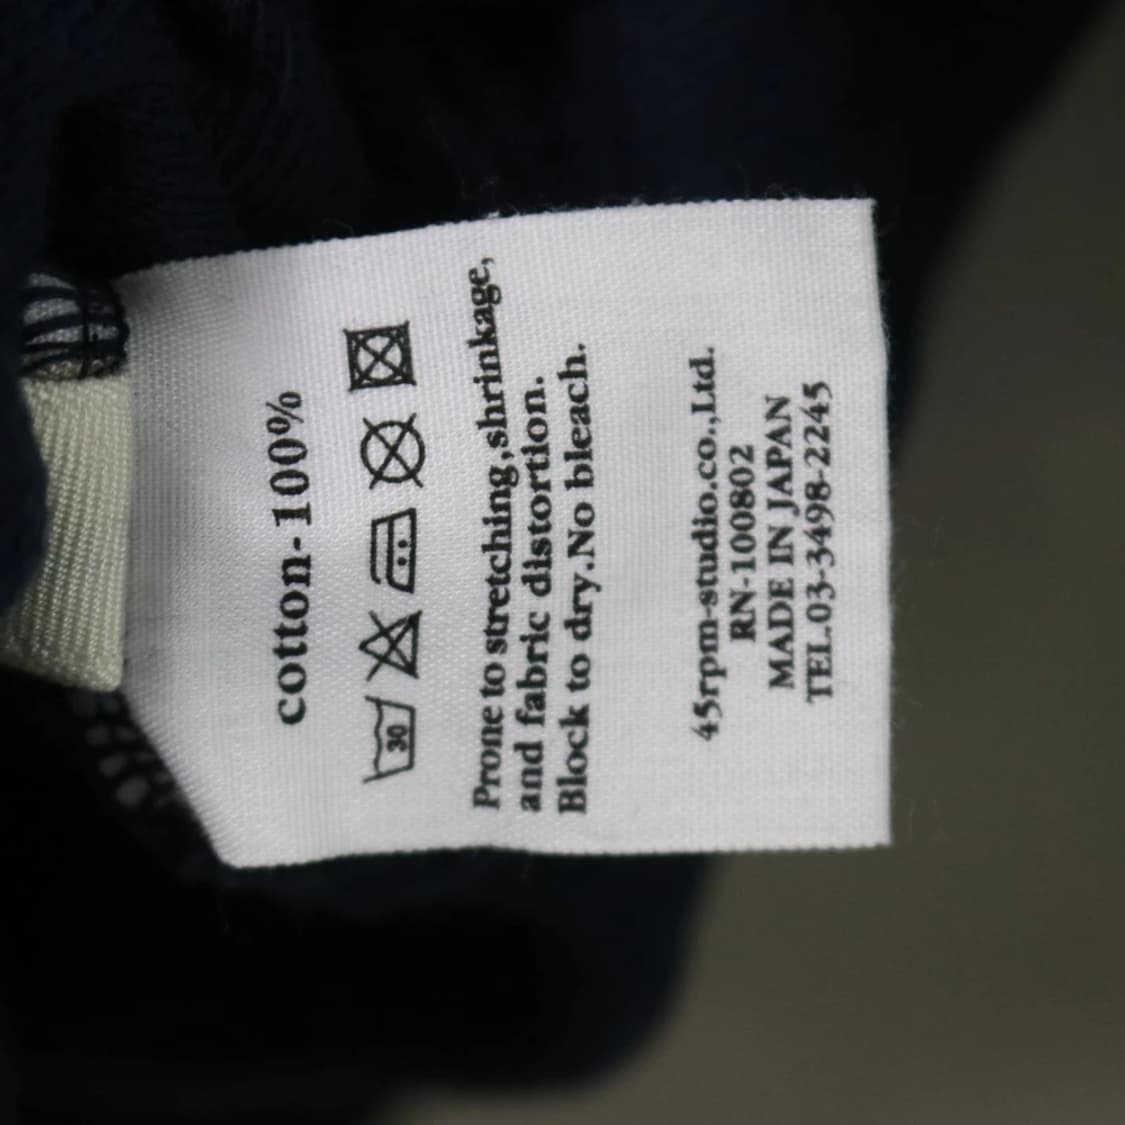 cotton-100%
30
Prone to stretching,shrinkage,
and fabric distortion.
Block to dry.No bleach.
45rpm-studio.co.,Ltd.
RN-100802
MADE IN JAPAN
TEL.03-3498-2245